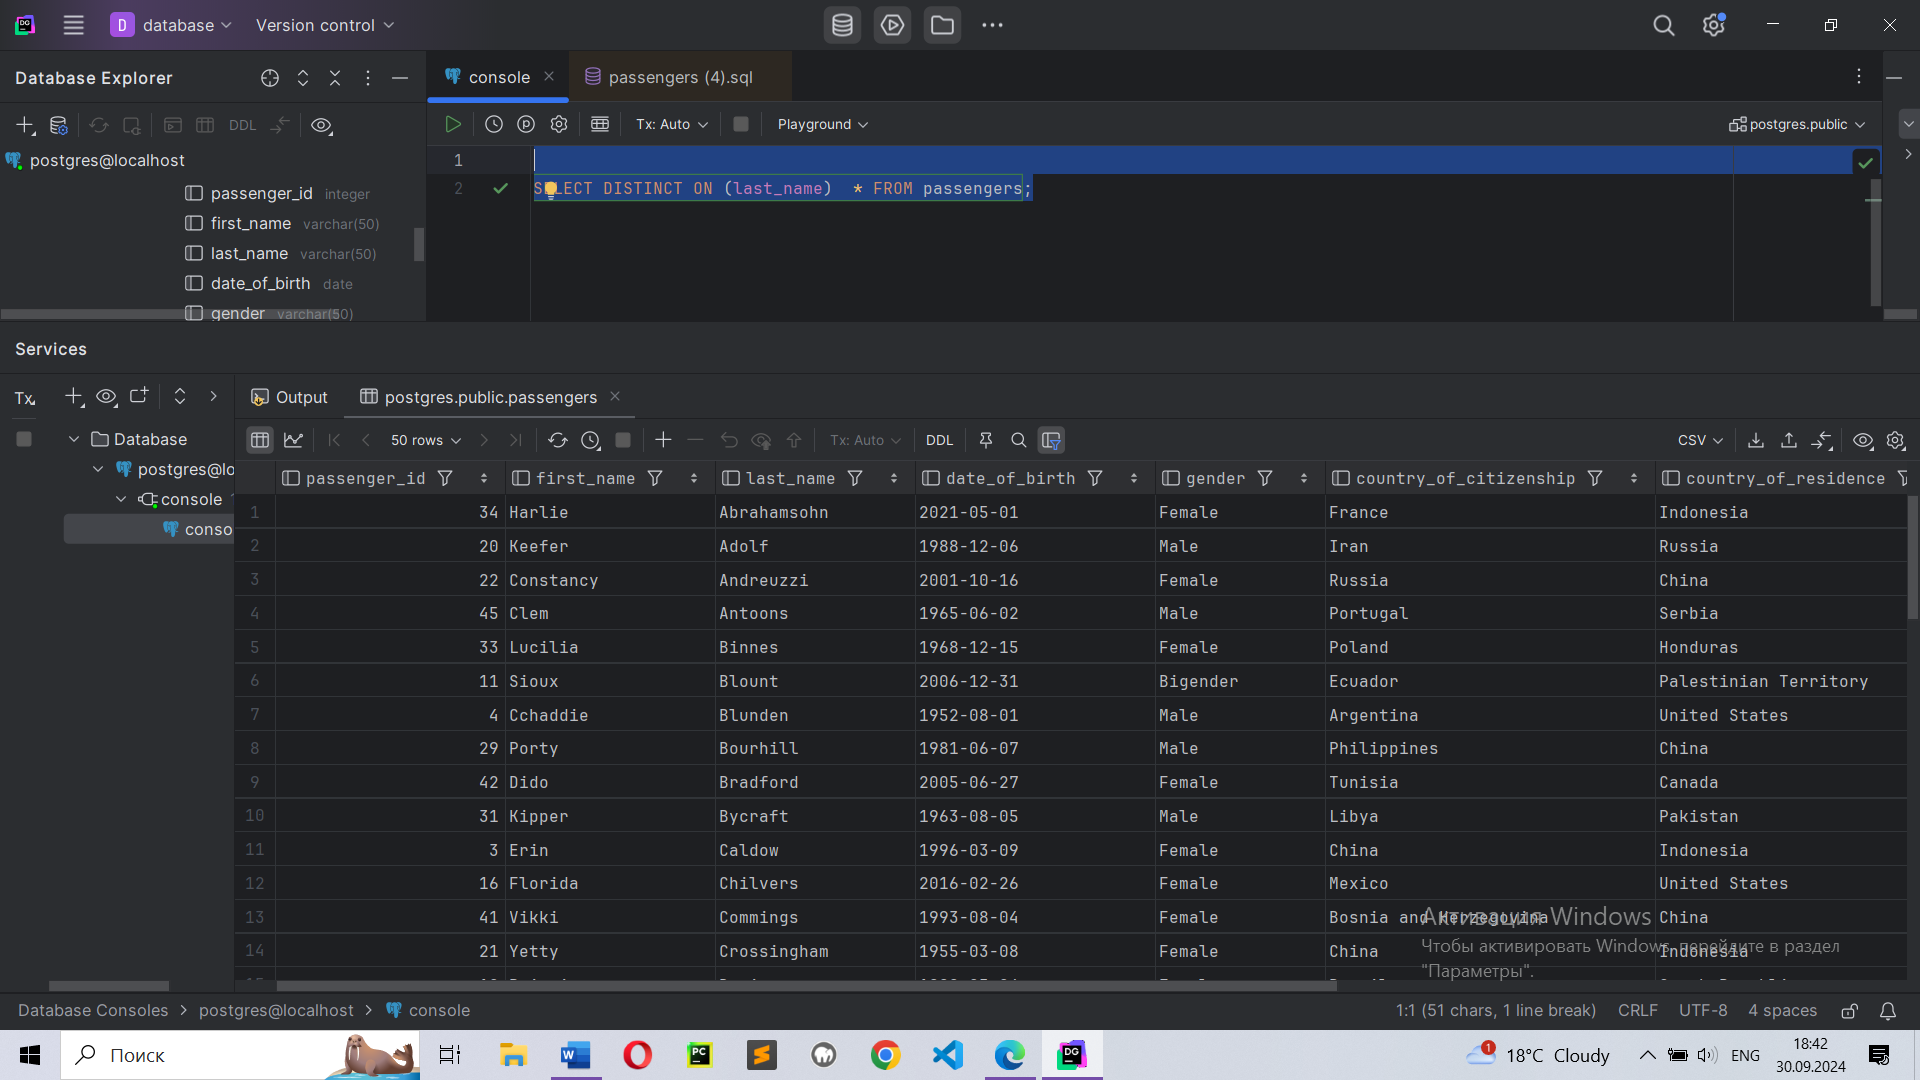 DG
D database Version control
Database Explorer
console
passengers (4).sql
DDL
Tx: Auto
Playground
postgres.public
postgres@localhost
passenger_id integer
first_name varchar(50)
last_name varchar(50)
date_of_birth date
gender varchar(50)
1
2 SELECT DISTINCT ON (last_name)  * FROM passengers;
Services
Tx
Output
postgres.public.passengers
Database
postgres@lo
console
conso
50 rows
Tx: Auto
DDL
CSV
passenger_id first_name last_name date_of_birth gender country_of_citizenship country_of_residence
1 34 Harlie Abrahamsohn 2021-05-01 Female France Indonesia
2 20 Keefer Adolf 1988-12-06 Male Iran Russia
3 22 Constancy Andreuzzi 2001-10-16 Female Russia China
4 45 Clem Antoons 1965-06-02 Male Portugal Serbia
5 33 Lucilia Binnes 1968-12-15 Female Poland Honduras
6 11 Sioux Blount 2006-12-31 Bigender Ecuador Palestinian Territory
7 4 Cchaddie Blunden 1952-08-01 Male Argentina United States
8 29 Porty Bourhill 1981-06-07 Male Philippines China
9 42 Dido Bradford 2005-06-27 Female Tunisia Canada
10 31 Kipper Bycraft 1963-08-05 Male Libya Pakistan
11 3 Erin Caldow 1996-03-09 Female China Indonesia
12 16 Florida Chilvers 2016-02-26 Female Mexico United States
13 41 Vikki Commings 1993-08-04 Female Bosnia and Herzegovina China
14 21 Yetty Crossingham 1955-03-08 Female China Indonesia
Активация Windows
Чтобы активировать Windows, перейдите в раздел
"Параметры".
Database Consoles > postgres@localhost > console
1:1 (51 chars, 1 line break) CRLF UTF-8 4 spaces
Поиск
PC
DG
1
18°C Cloudy
ENG
18:42
30.09.2024